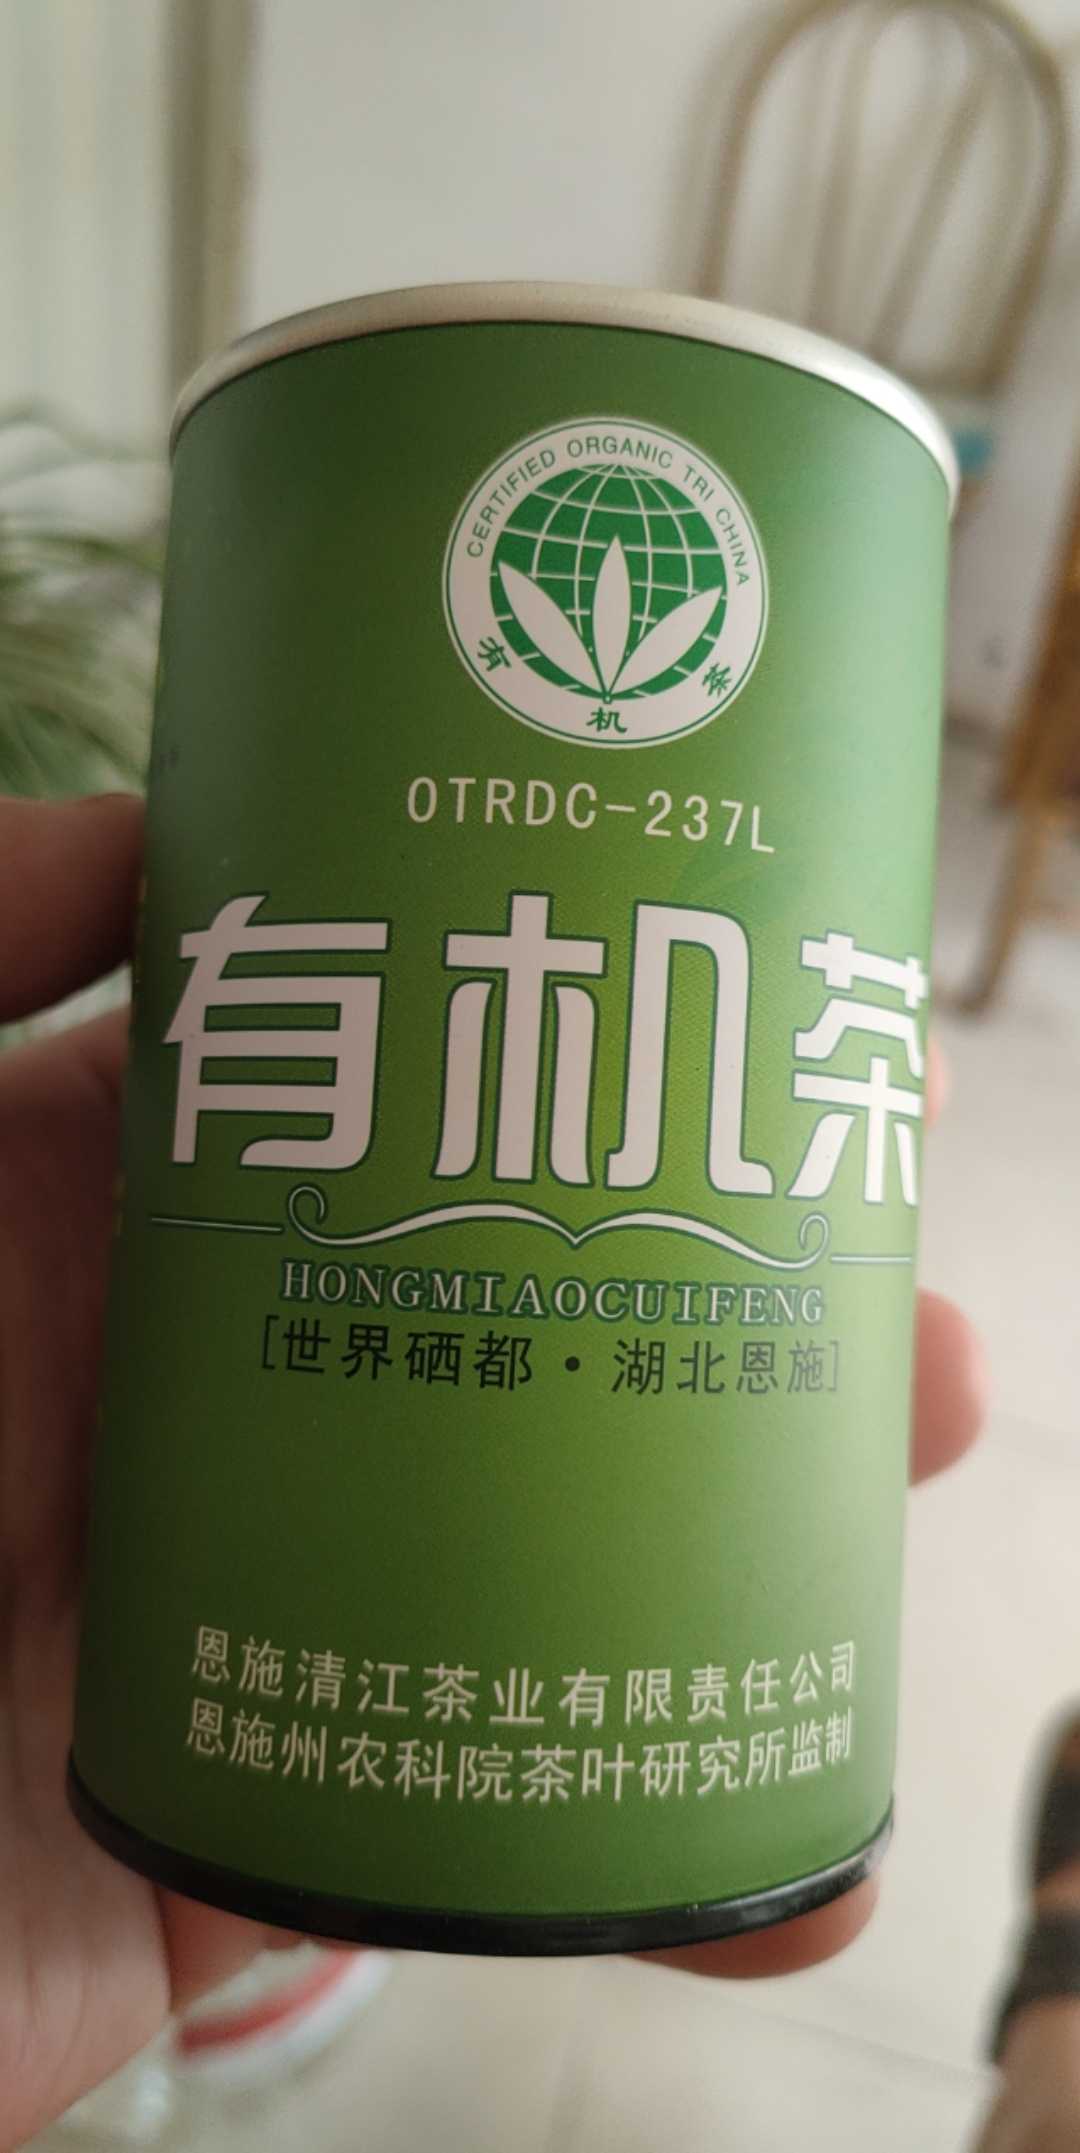 CERTIFIED ORGANIC TRI CHINA
有机茶
OTRDC-237L
有机茶
HONGMIAOCUIFENG
[世界硒都·湖北恩施]
恩施清江茶业有限责任公司
恩施州农科院茶叶研究所监制